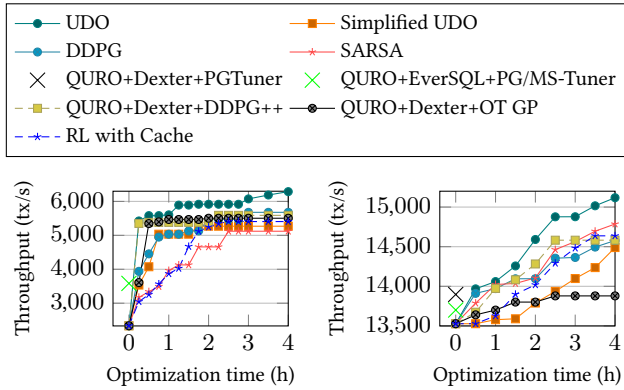 UDO Simplified UDO
DDPG SARSA
QURO+Dexter+PGTuner QURO+EverSQL+PG/MS-Tuner
QURO+Dexter+DDPG++ QURO+Dexter+OT GP
RL with Cache
Throughput (tx/s)
6,000
5,000
4,000
3,000
0 1 2 3 4
Optimization time (h)
Throughput (tx/s)
15,000
14,500
14,000
13,500
0 1 2 3 4
Optimization time (h)